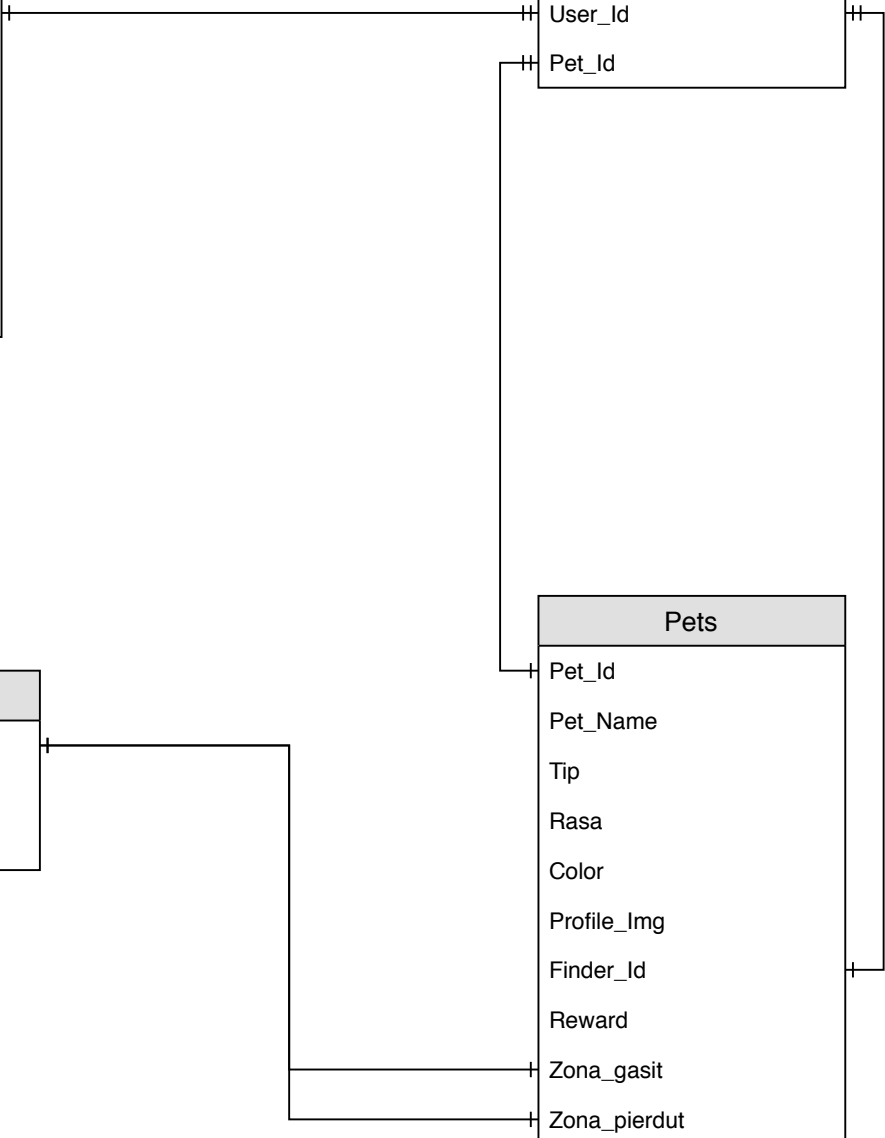 User_Id
Pet_Id
Pets
Pet_Id
Pet_Name
Tip
Rasa
Color
Profile_Img
Finder_Id
Reward
Zona_gasit
Zona_pierdut